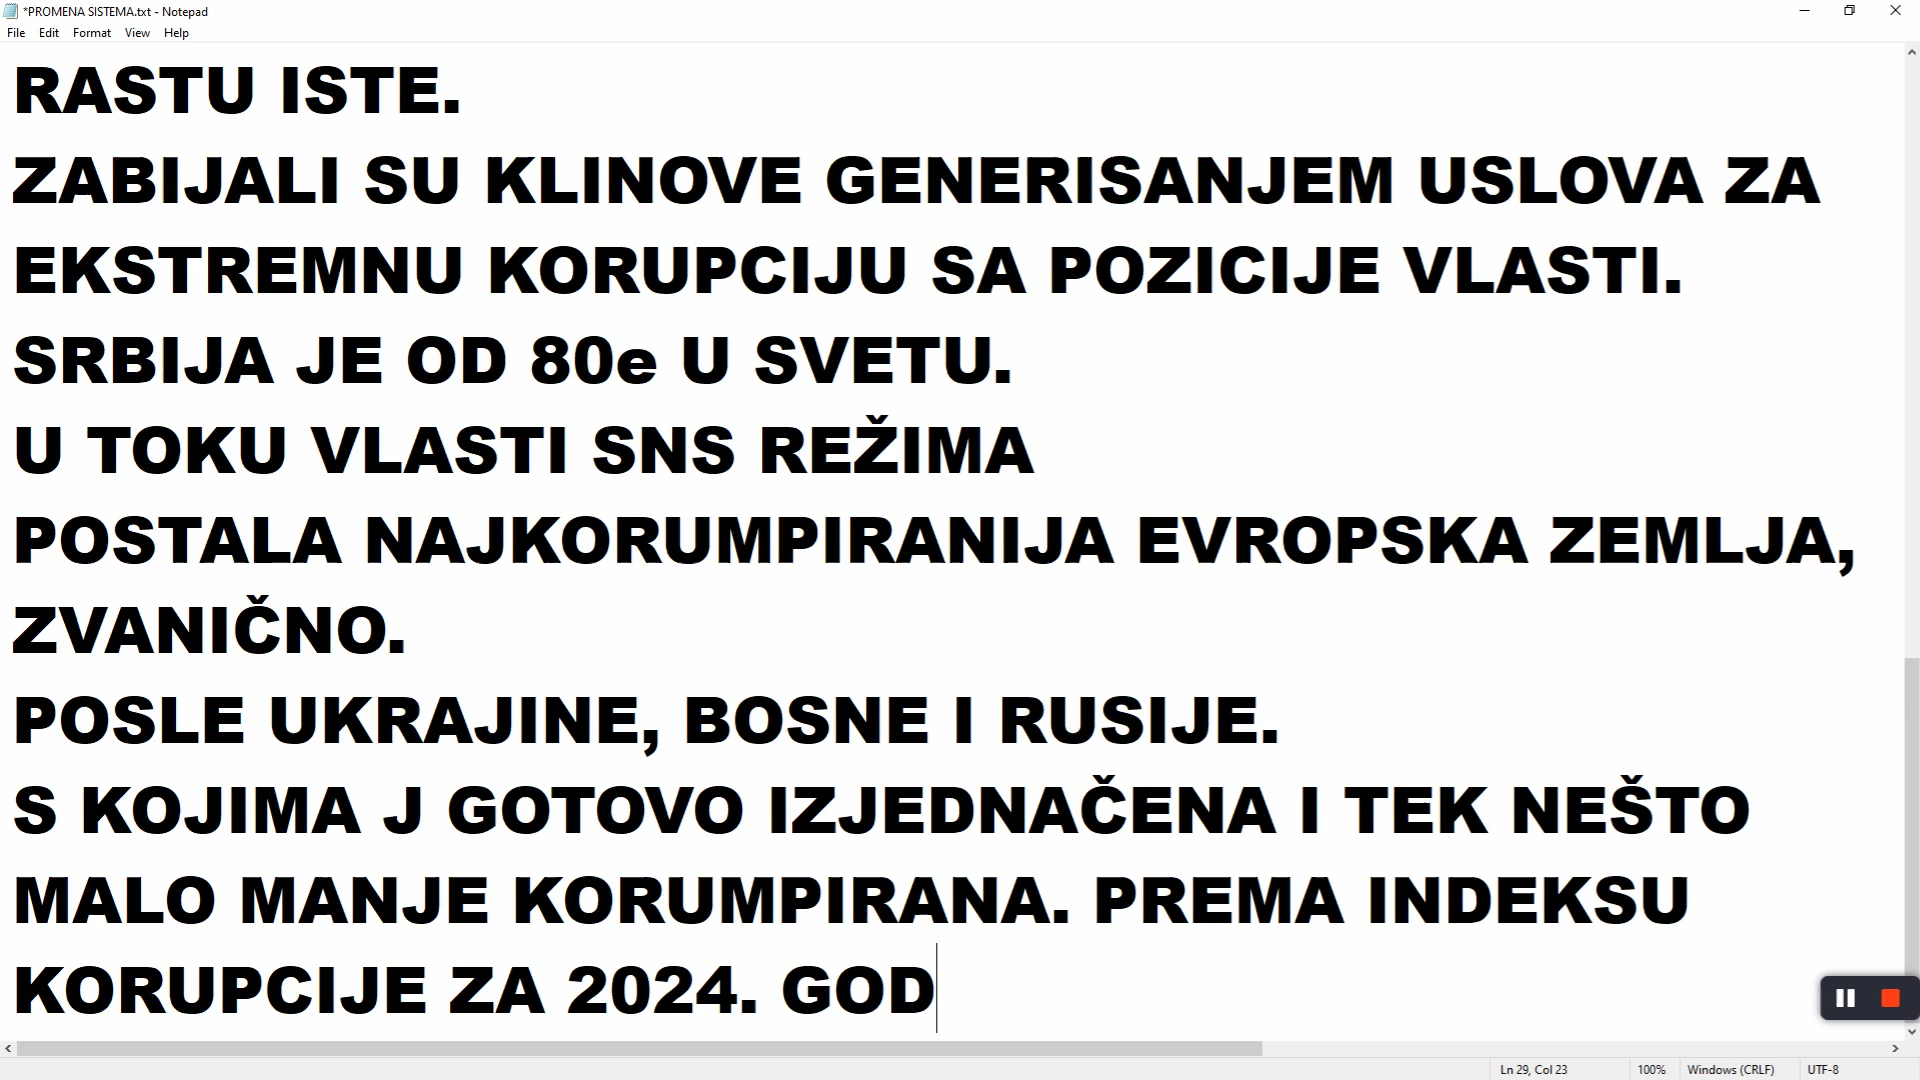 *PROMENA SISTEMA.txt - Notepad
File Edit Format View Help
RASTU ISTE.
ZABIJALI SU KLINOVE GENERISANJEM USLOVA ZA
EKSTREMNU KORUPCIJU SA POZICIJE VLASTI.
SRBIJA JE OD 80e U SVETU.
U TOKU VLASTI SNS REŽIMA
POSTALA NAJKORUMPIRANIJA EVROPSKA ZEMLJA,
ZVANIČNO.
POSLE UKRAJINE, BOSNE I RUSIJE.
S KOJIMA J GOTOVO IZJEDNAČENA I TEK NEŠTO
MALO MANJE KORUMPIRANA. PREMA INDEKSU
KORUPCIJE ZA 2024. GOD
Ln 29, Col 23 100% Windows (CRLF) UTF-8